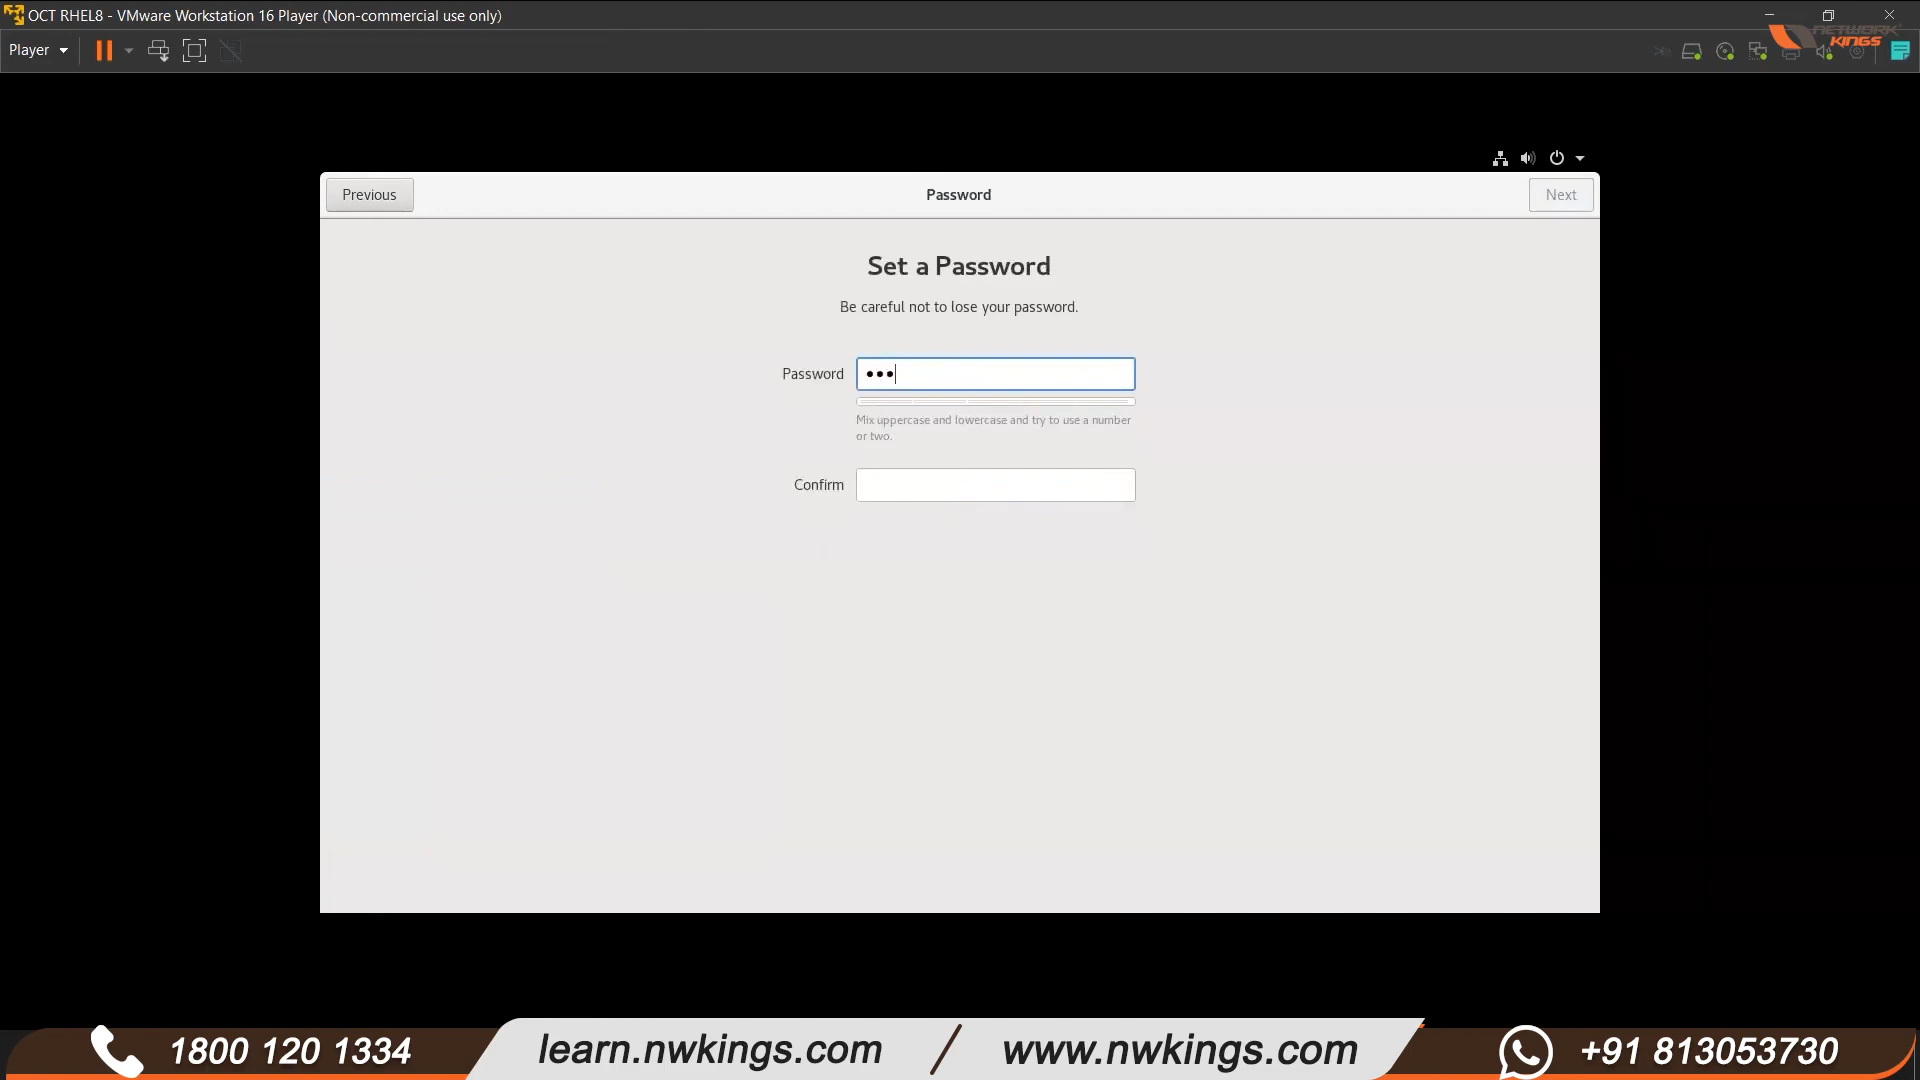 OCT RHEL8 - VMware Workstation 16 Player (Non-commercial use only)
Player
NETWORK
KINGS
Previous
Password
Next
Set a Password
Be careful not to lose your password.
Password
•••
Mix uppercase and lowercase and try to use a number
or two.
Confirm
1800 120 1334
learn.nwkings.com / www.nwkings.com
+91 813053730